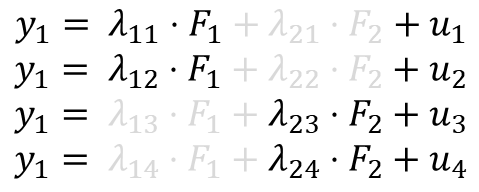 y₁ = λ₁₁ · F₁ + λ₂₁ · F₂ + u₁
y₁ = λ₁₂ · F₁ + λ₂₂ · F₂ + u₂
y₁ = λ₁₃ · F₁ + λ₂₃ · F₂ + u₃
y₁ = λ₁₄ · F₁ + λ₂₄ · F₂ + u₄